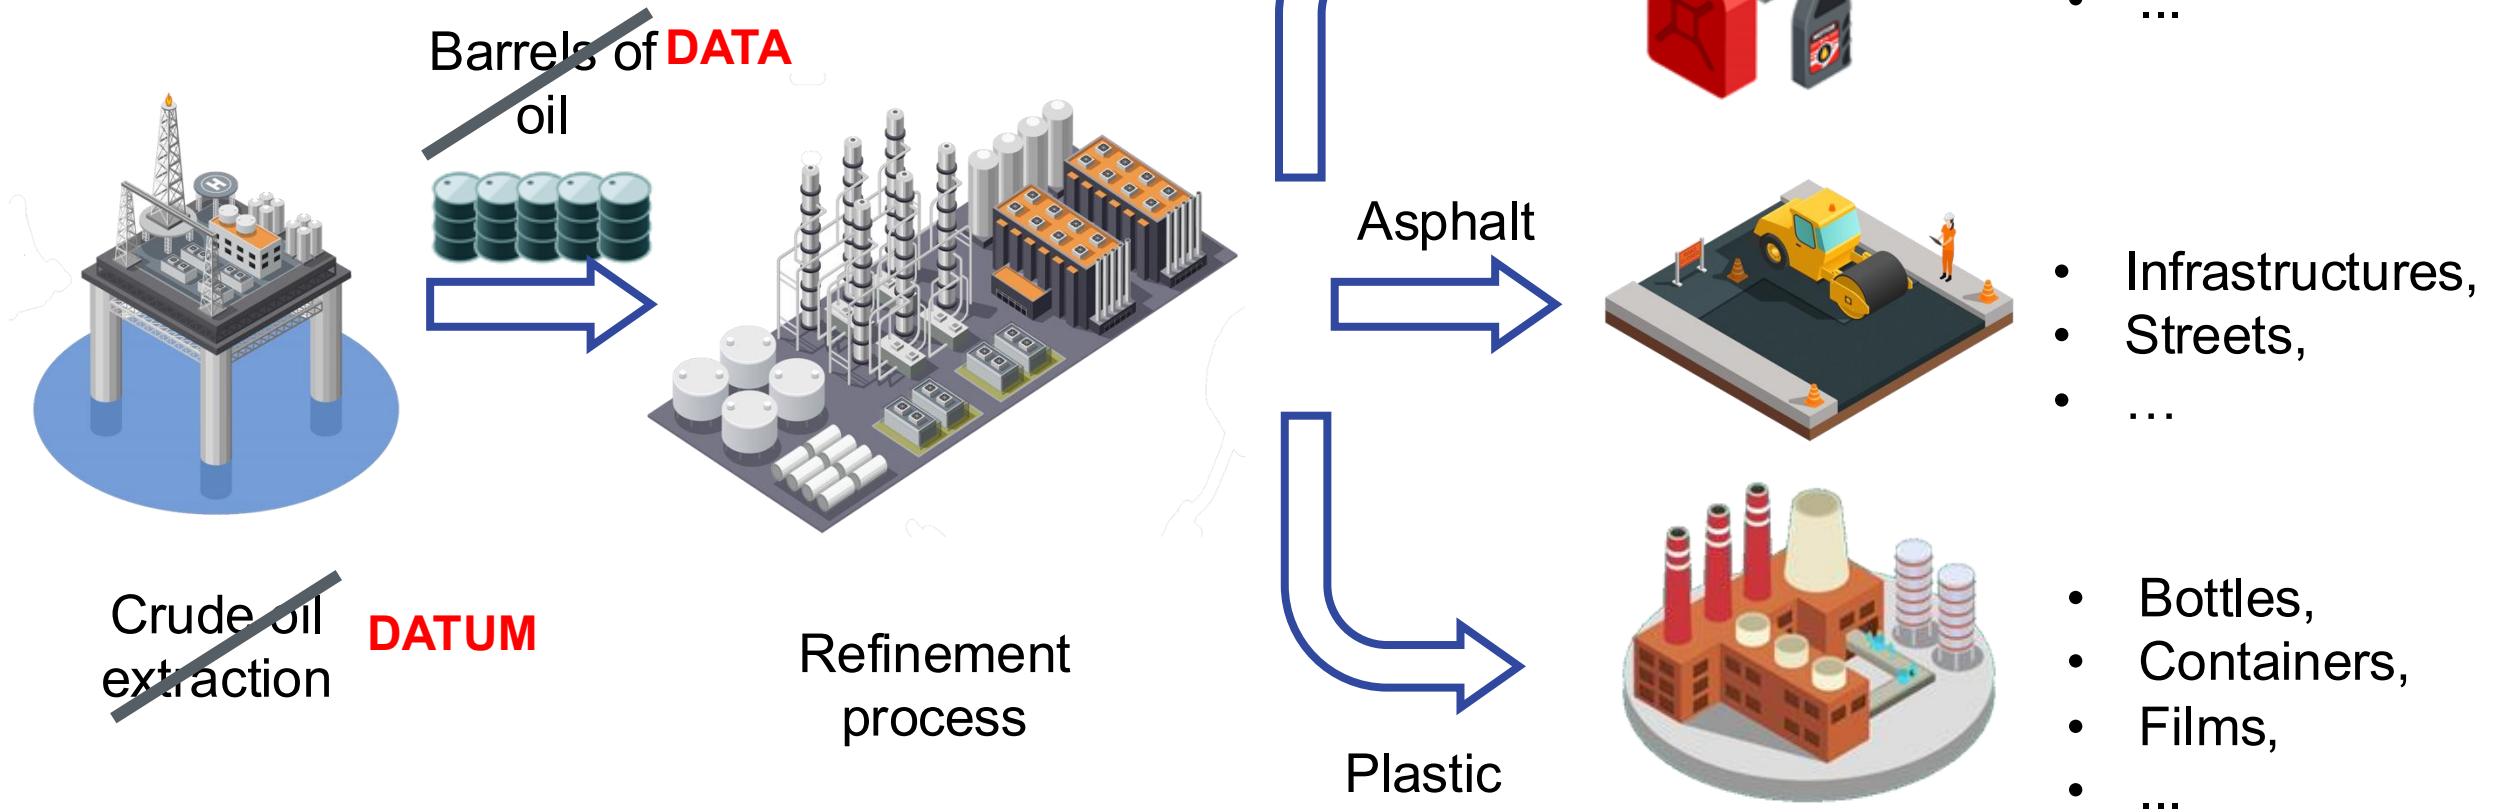 ...
Barrels of DATA
oil
Asphalt
• Infrastructures,
• Streets,
• …
Crude oil
extraction
DATUM
Refinement
process
• Bottles,
• Containers,
• Films,
• ...
Plastic